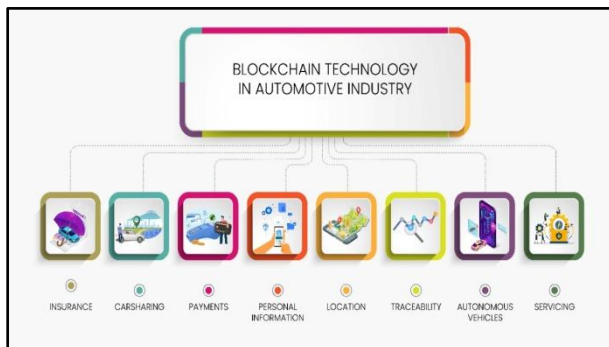 BLOCKCHAIN TECHNOLOGY
IN AUTOMOTIVE INDUSTRY
INSURANCE
CARSHARING
PAYMENTS
PERSONAL
INFORMATION
LOCATION
TRACEABILITY
AUTONOMOUS
VEHICLES
SERVICING